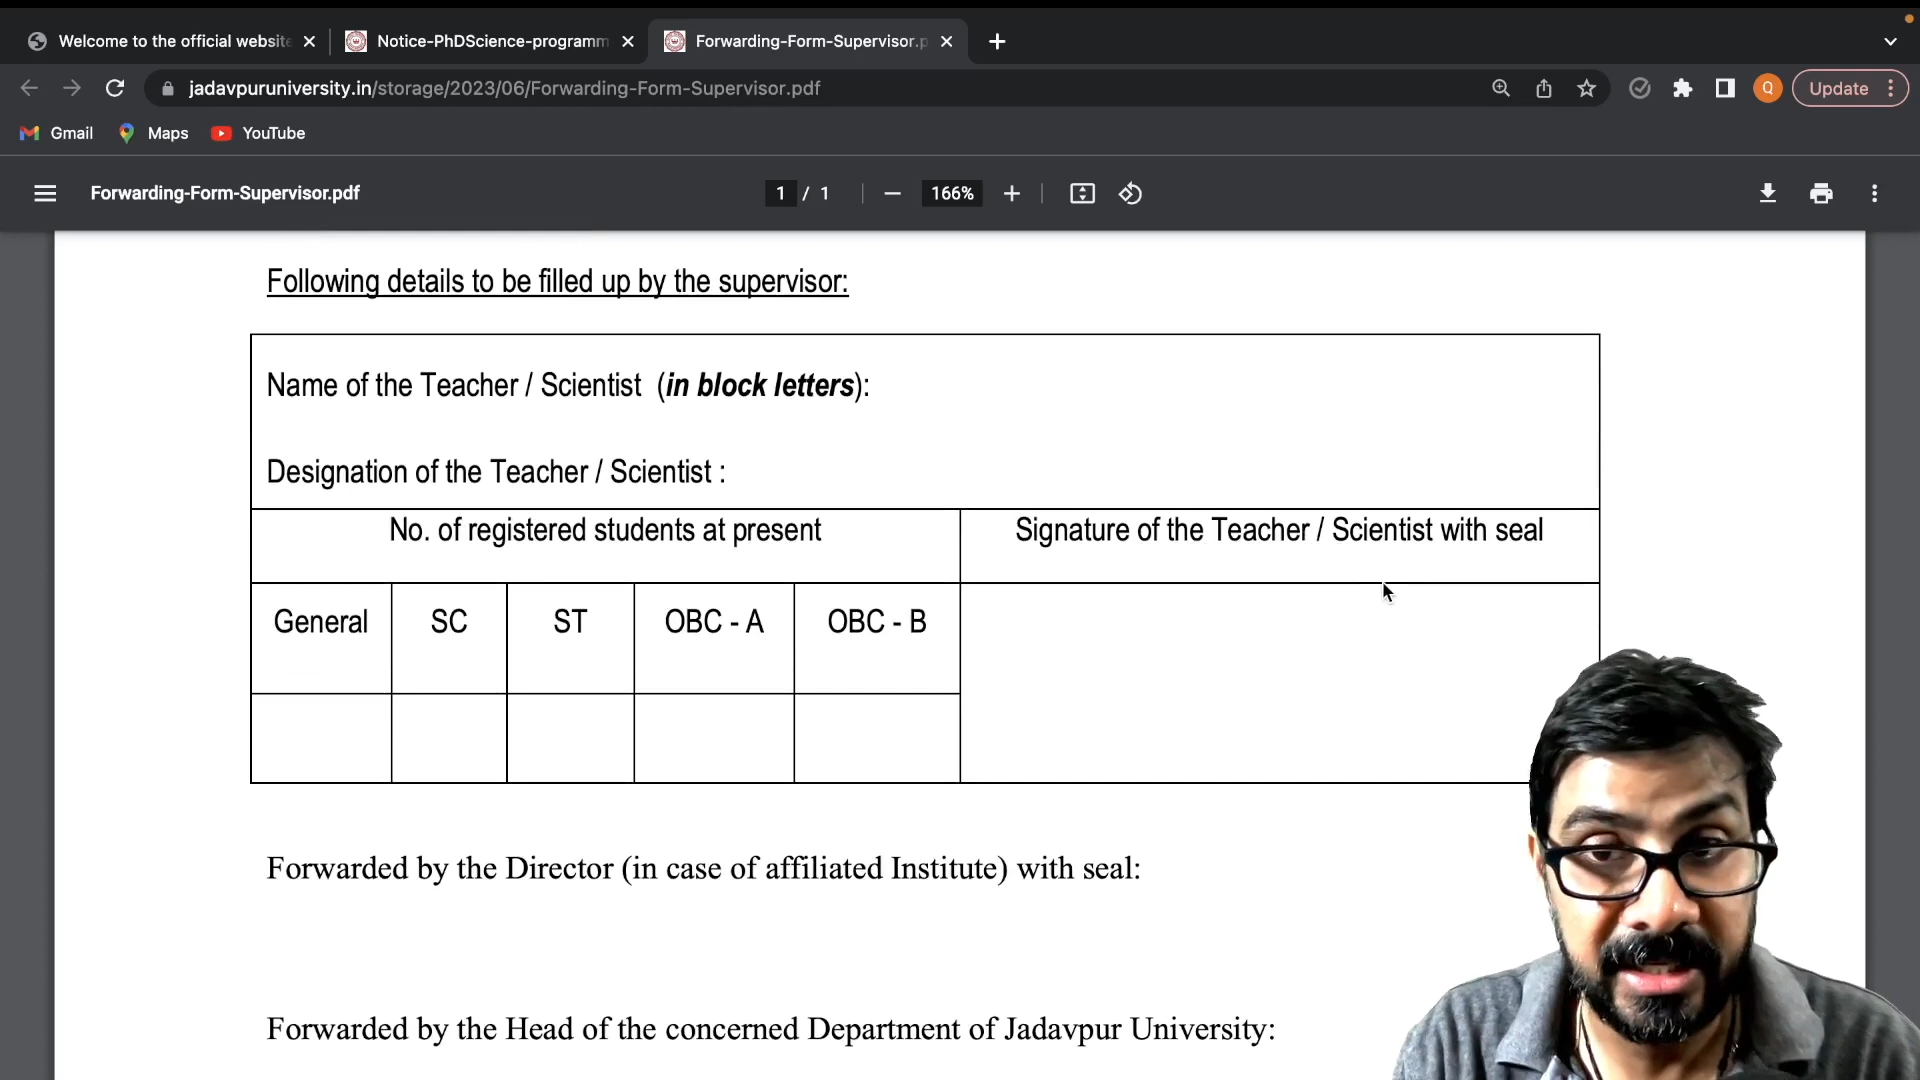 Welcome to the official website
Notice-PhDScience-programm
Forwarding-Form-Supervisor.p
jadavpuruniversity.in/storage/2023/06/Forwarding-Form-Supervisor.pdf
Q
Update
Gmail
Maps
YouTube
Forwarding-Form-Supervisor.pdf
1 / 1
166%
Following details to be filled up by the supervisor:
Name of the Teacher / Scientist (in block letters):
Designation of the Teacher / Scientist :
No. of registered students at present
Signature of the Teacher / Scientist with seal
General
SC
ST
OBC - A
OBC - B
Forwarded by the Director (in case of affiliated Institute) with seal:
Forwarded by the Head of the concerned Department of Jadavpur University: